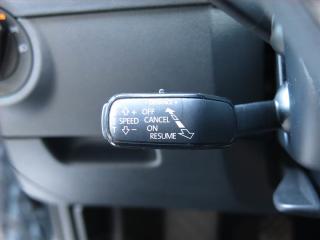 + OFF
SPEED CANCEL
T - ON
RESUME